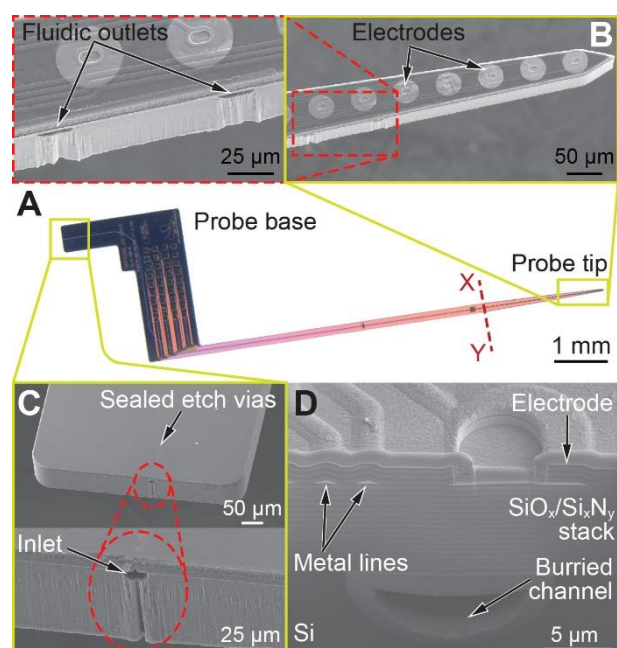 Fluidic outlets
25 µm
Electrodes
B
50 µm
A
Probe base
Probe tip
X
Y
1 mm
C
Sealed etch vias
50 µm
Inlet
25 µm
D
Electrode
SiOₓ/SiₓNᵧ
stack
Metal lines
Burried
channel
Si
5 µm